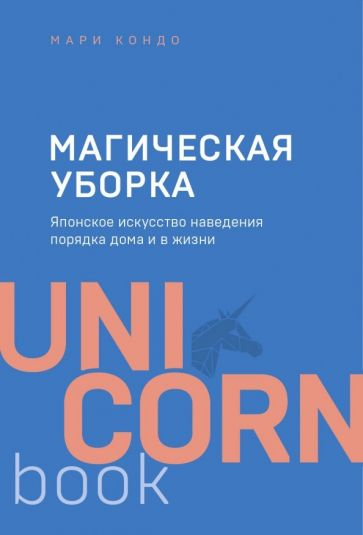 МАРИ КОНДО
МАГИЧЕСКАЯ
УБОРКА
Японское искусство наведения
порядка дома и в жизни
UNI
CORN
book